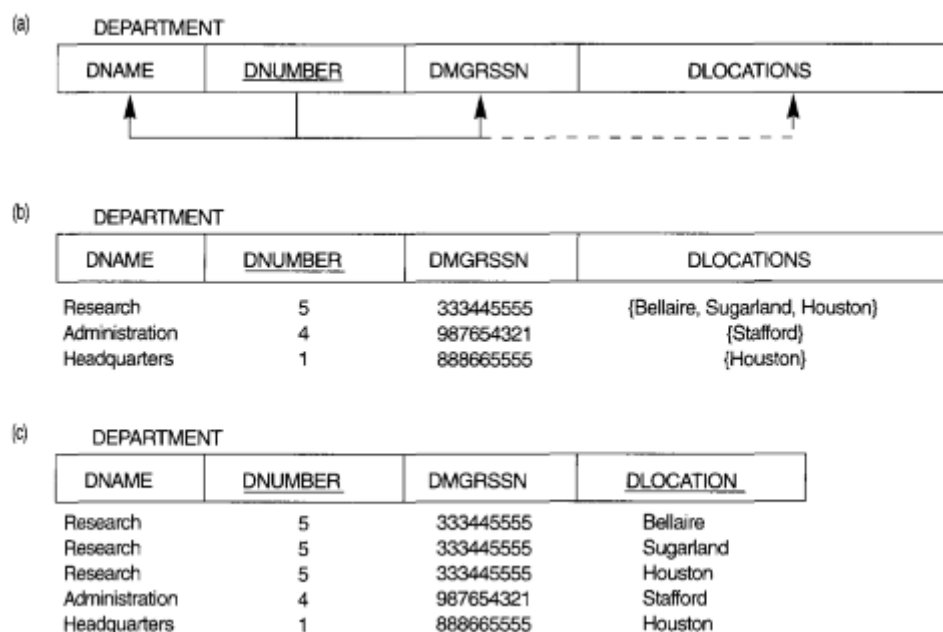 (a) DEPARTMENT
DNAME DNUMBER DMGRSSN DLOCATIONS
(b) DEPARTMENT
DNAME DNUMBER DMGRSSN DLOCATIONS
Research 5 333445555 {Bellaire, Sugarland, Houston}
Administration 4 987654321 {Stafford}
Headquarters 1 888665555 {Houston}
(c) DEPARTMENT
DNAME DNUMBER DMGRSSN DLOCATION
Research 5 333445555 Bellaire
Research 5 333445555 Sugarland
Research 5 333445555 Houston
Administration 4 987654321 Stafford
Headquarters 1 888665555 Houston